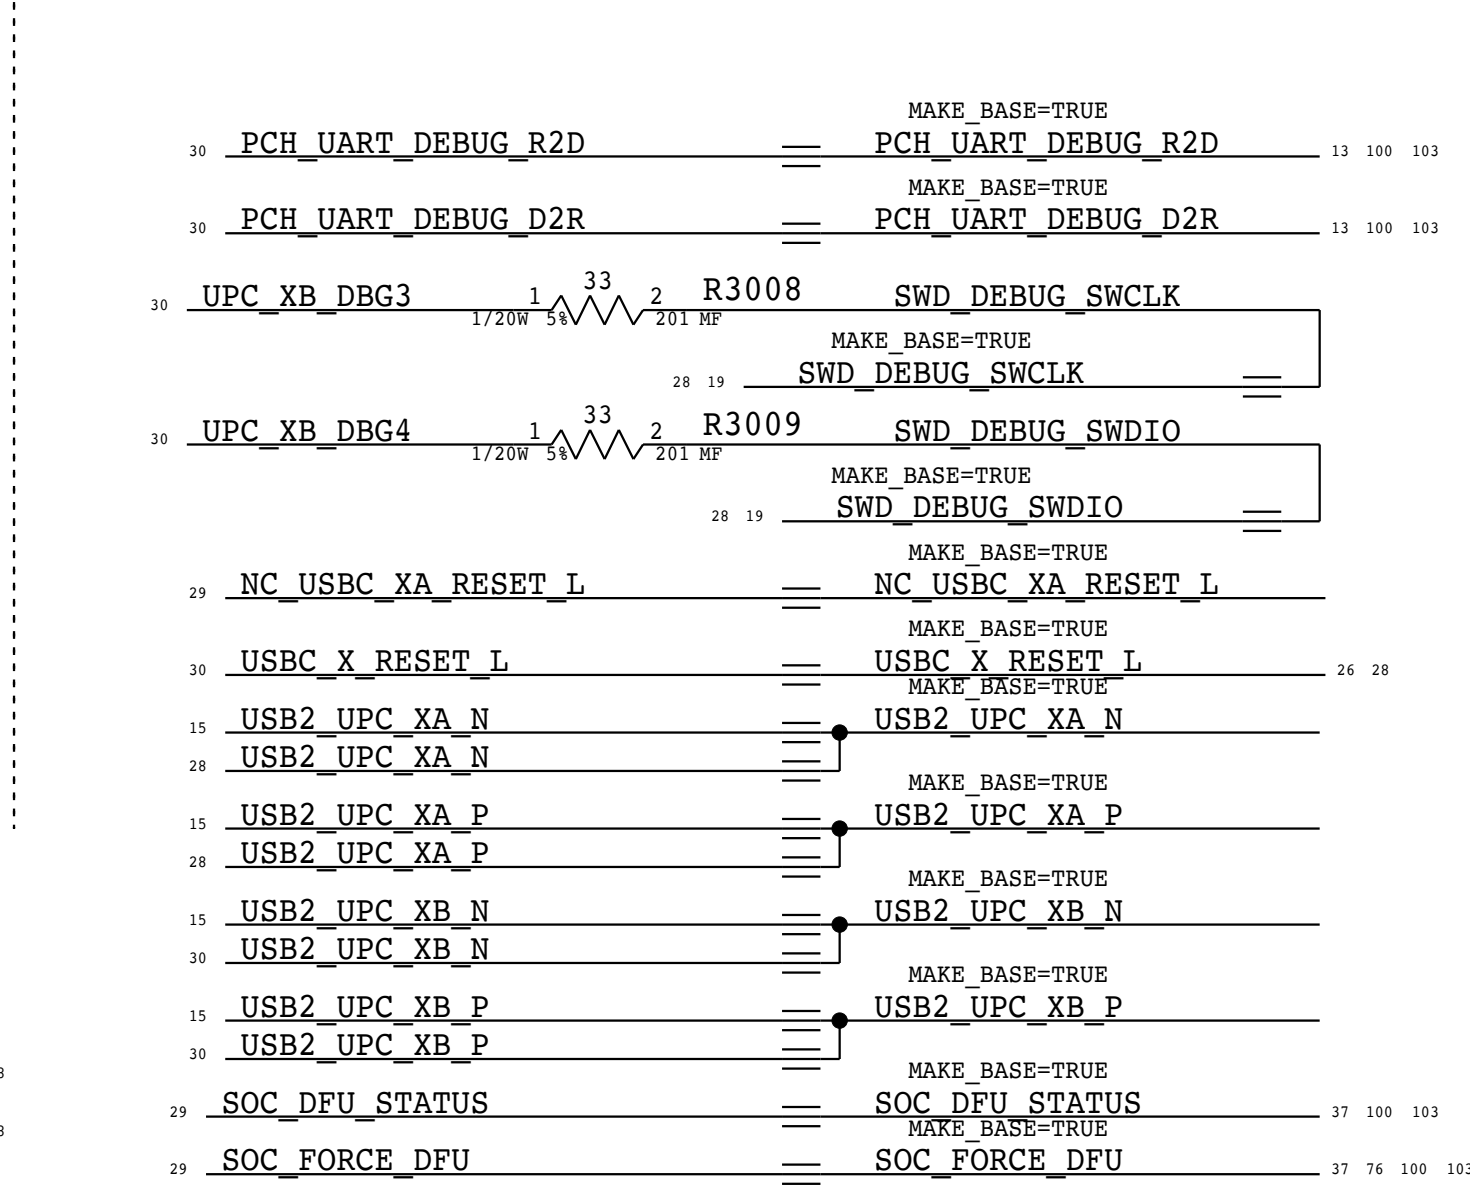 MAKE_BASE=TRUE
30 PCH_UART_DEBUG_R2D PCH_UART_DEBUG_R2D 13 100 103
MAKE_BASE=TRUE
30 PCH_UART_DEBUG_D2R PCH_UART_DEBUG_D2R 13 100 103
33
30 UPC_XB_DBG3 1 2 R3008 SWD_DEBUG_SWCLK
1/20W 5% 201 MF
MAKE_BASE=TRUE
28 19 SWD_DEBUG_SWCLK
33
30 UPC_XB_DBG4 1 2 R3009 SWD_DEBUG_SWDIO
1/20W 5% 201 MF
MAKE_BASE=TRUE
28 19 SWD_DEBUG_SWDIO
MAKE_BASE=TRUE
29 NC_USBC_XA_RESET_L NC_USBC_XA_RESET_L
MAKE_BASE=TRUE
30 USBC_X_RESET_L USBC_X_RESET_L 26 28
MAKE_BASE=TRUE
15 USB2_UPC_XA_N USB2_UPC_XA_N
28 USB2_UPC_XA_N
MAKE_BASE=TRUE
15 USB2_UPC_XA_P USB2_UPC_XA_P
28 USB2_UPC_XA_P
MAKE_BASE=TRUE
15 USB2_UPC_XB_N USB2_UPC_XB_N
30 USB2_UPC_XB_N
MAKE_BASE=TRUE
15 USB2_UPC_XB_P USB2_UPC_XB_P
30 USB2_UPC_XB_P
MAKE_BASE=TRUE
29 SOC_DFU_STATUS SOC_DFU_STATUS 37 100 103
MAKE_BASE=TRUE
29 SOC_FORCE_DFU SOC_FORCE_DFU 37 76 100 103